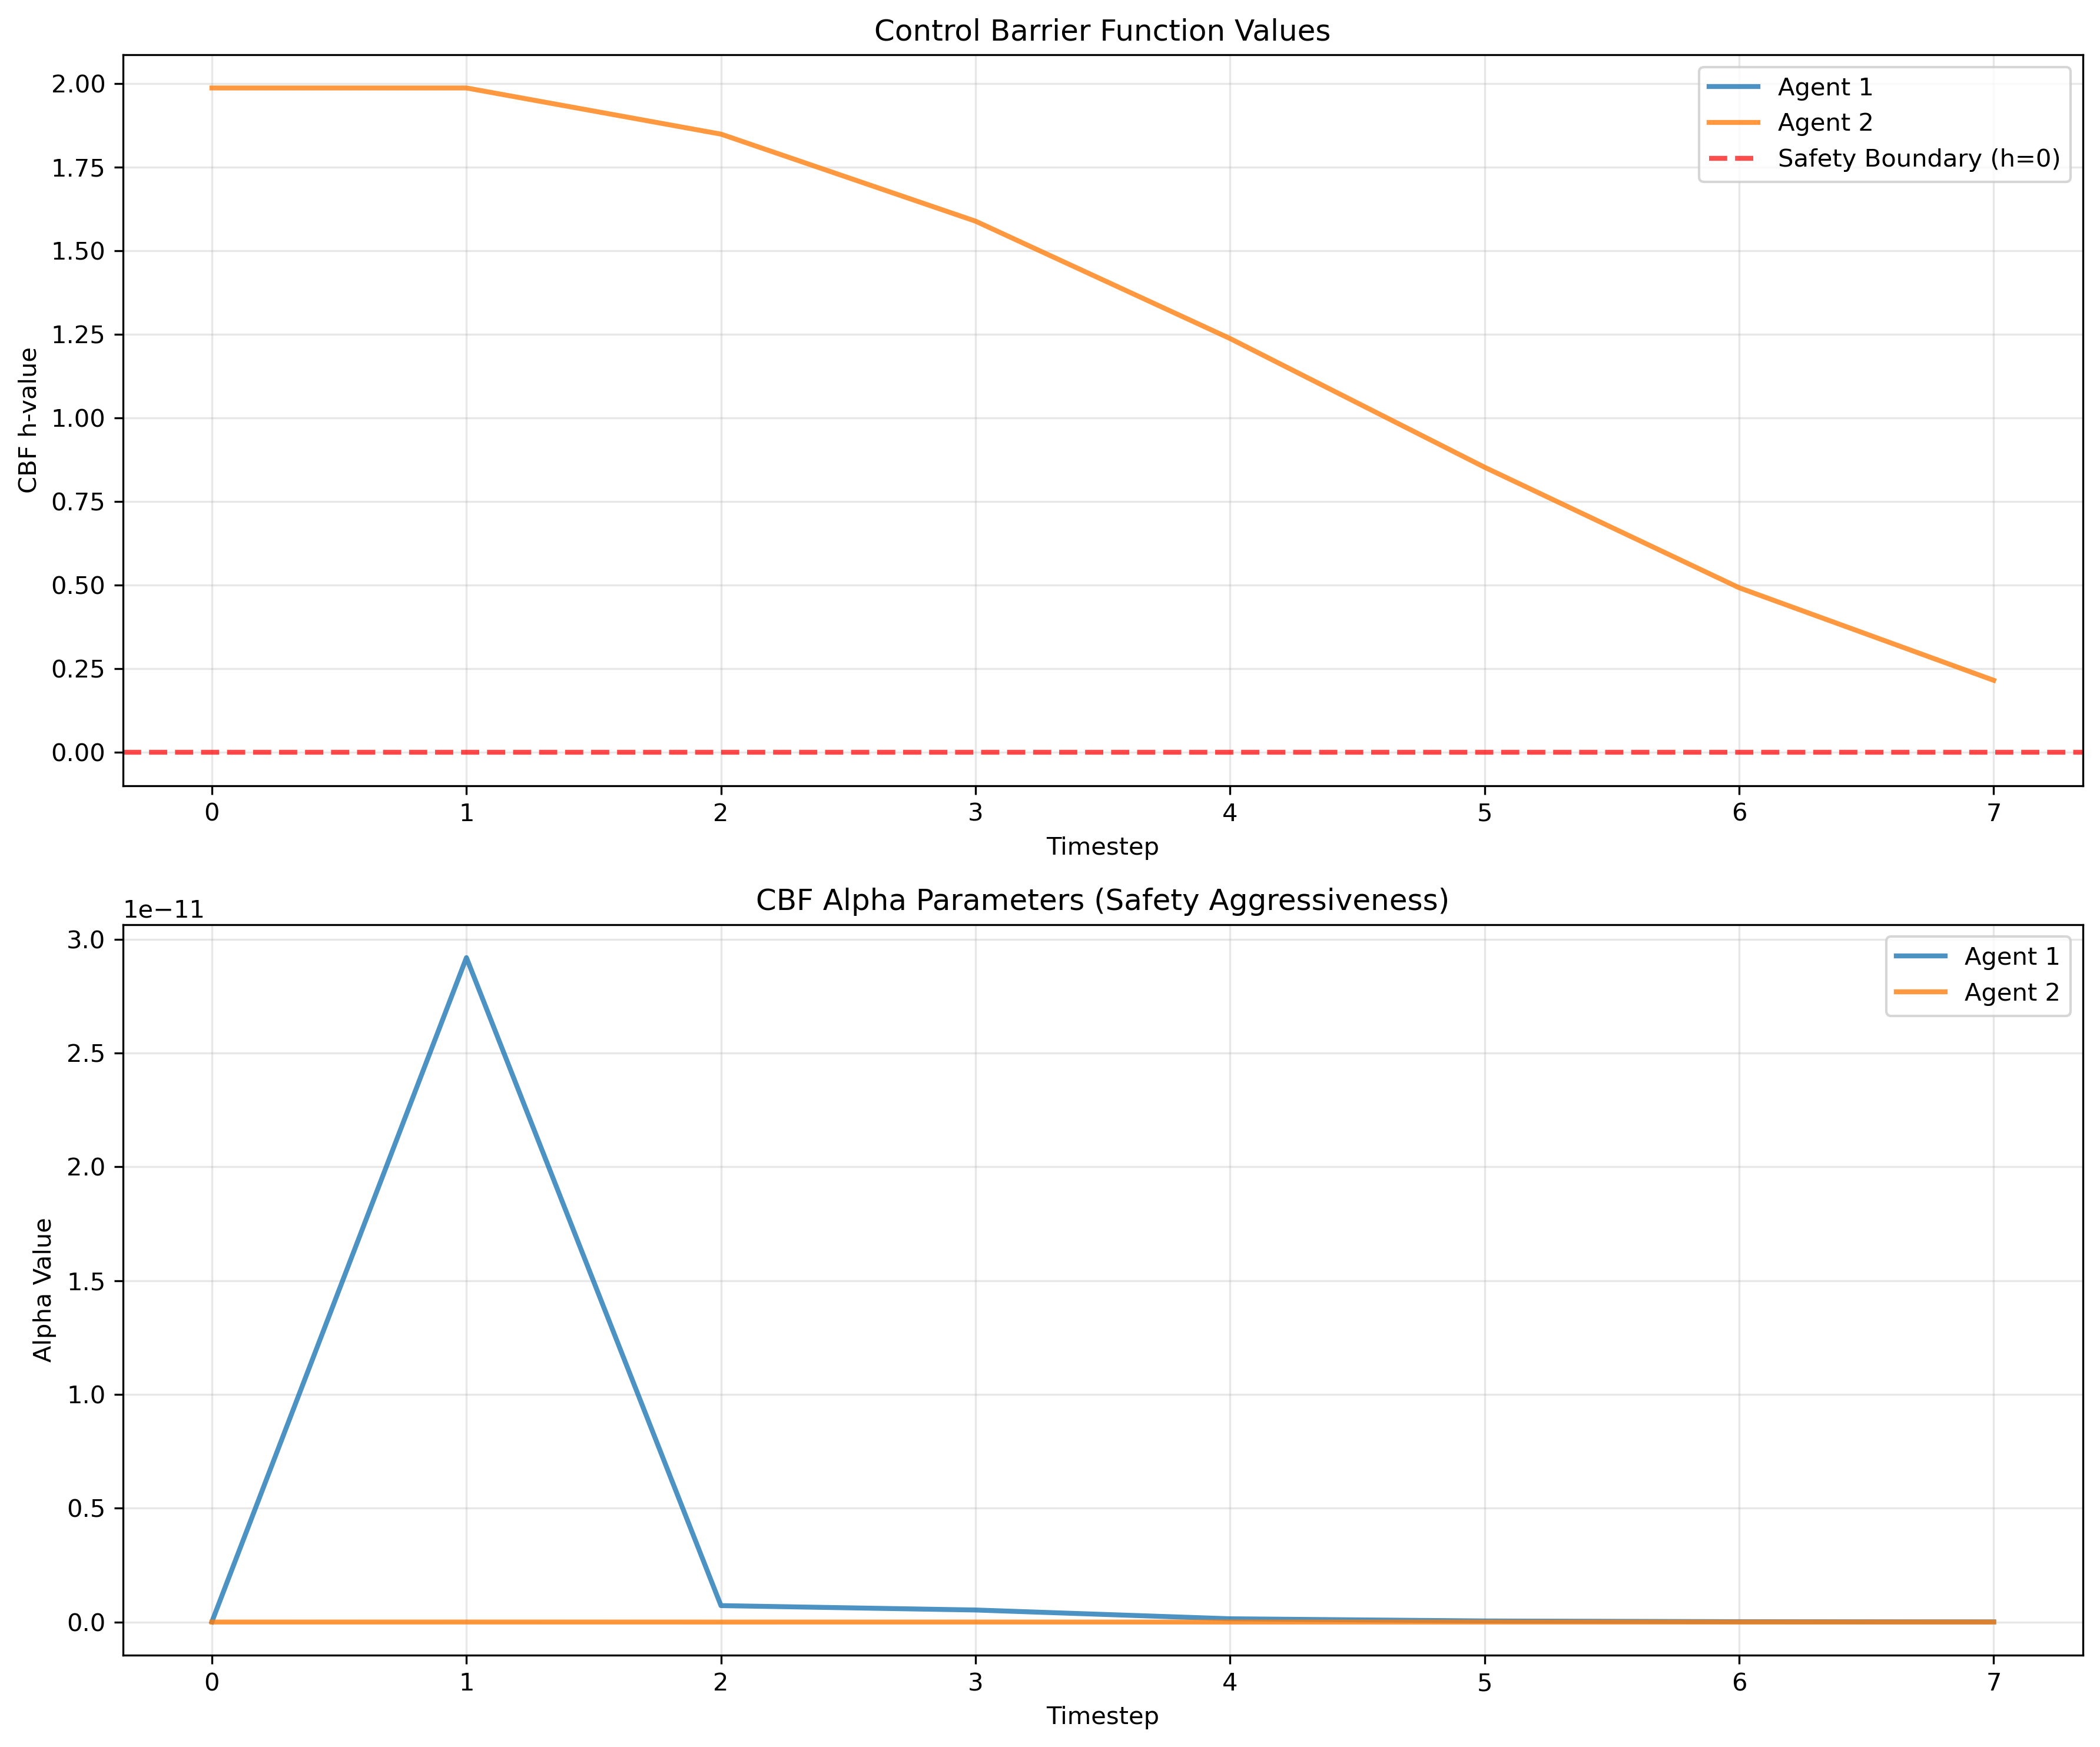 Control Barrier Function Values
2.00
1.75
1.50
1.25
1.00
0.75
0.50
0.25
0.00
CBF h-value
Agent 1
Agent 2
Safety Boundary (h=0)
0 1 2 3 4 5 6 7
Timestep
CBF Alpha Parameters (Safety Aggressiveness)
1e−11
3.0
2.5
2.0
1.5
1.0
0.5
0.0
Alpha Value
Agent 1
Agent 2
0 1 2 3 4 5 6 7
Timestep